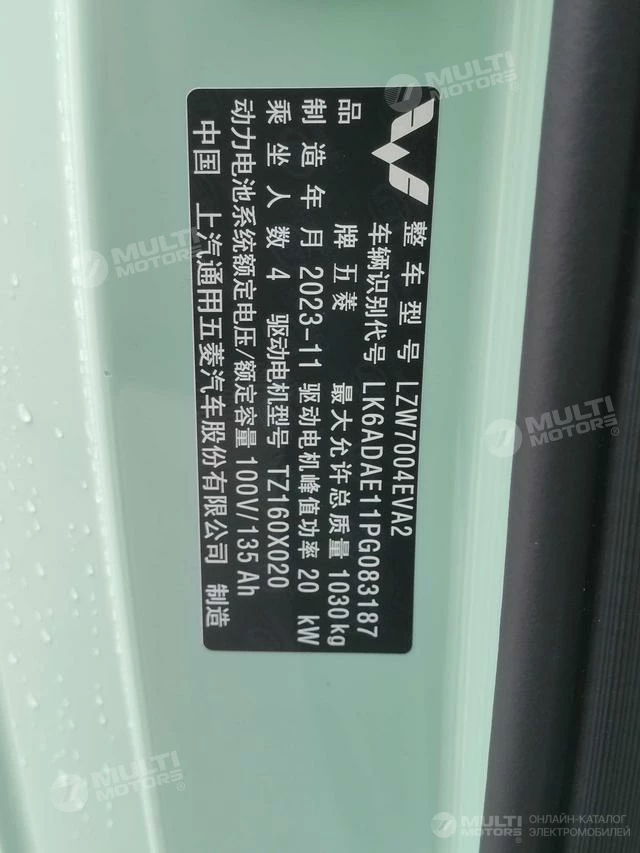 整车型号 LZW7004EVA2
车辆识别代号 LK6ADAE11PG083187
品 牌 五菱 最大允许总质量 1030kg
制造年月 2023-11 驱动电机峰值功率 20 kW
乘坐人数 4 驱动电机型号 TZ160X020
动力电池系统额定电压/额定容量 100V/135Ah
中国 上汽通用五菱汽车股份有限公司 制造
MULTI MOTORS®
MULTI MOTORS®
MULTI MOTORS®
MULTI MOTORS®
MULTI MOTORS®
ОНЛАЙН-КАТАЛОГ
ЭЛЕКТРОМОБИЛЕЙ